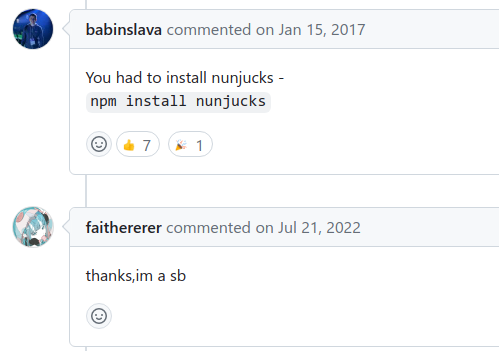 babinslava commented on Jan 15, 2017
You had to install nunjucks -
npm install nunjucks
7 1
faithererer commented on Jul 21, 2022
thanks,im a sb